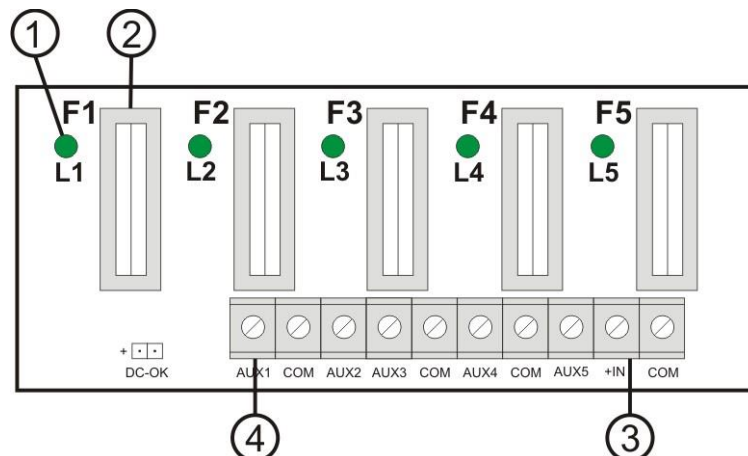 1 2
F1 F2 F3 F4 F5
L1 L2 L3 L4 L5
+
DC-OK AUX1 COM AUX2 AUX3 COM AUX4 COM AUX5 +IN COM
4 3